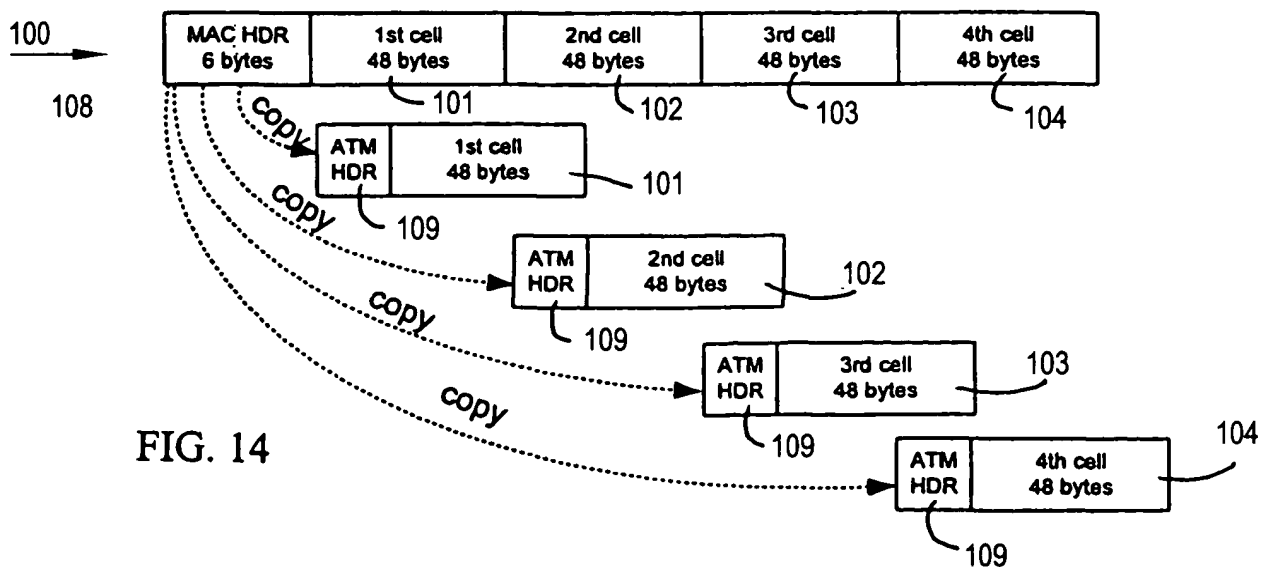 100
MAC HDR
6 bytes
1st cell
48 bytes
2nd cell
48 bytes
3rd cell
48 bytes
4th cell
48 bytes
108
101
102
103
104
copy
ATM
HDR
1st cell
48 bytes
101
109
copy
ATM
HDR
2nd cell
48 bytes
102
109
copy
ATM
HDR
3rd cell
48 bytes
103
109
copy
ATM
HDR
4th cell
48 bytes
104
109
FIG. 14